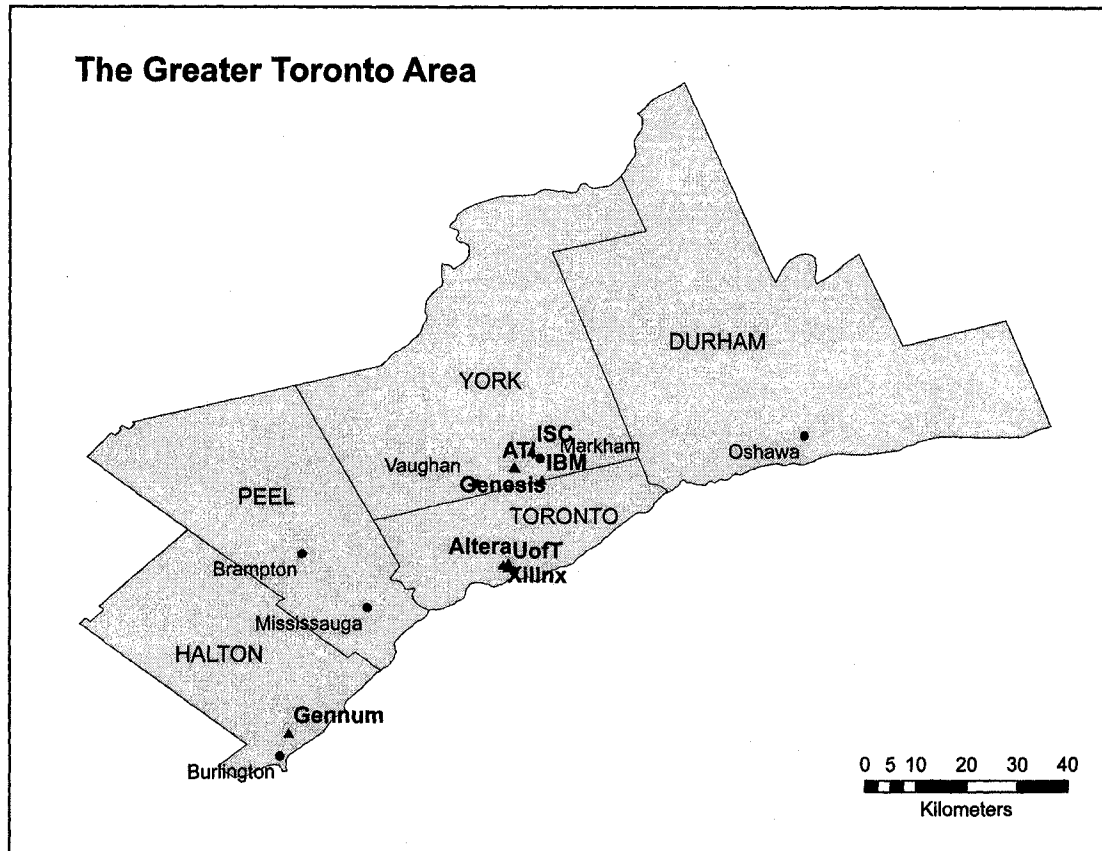 The Greater Toronto Area
DURHAM
YORK
ISC
ATI
Markham
Vaughan
IBM
Oshawa
Genesis
PEEL
TORONTO
Altera
UofT
Xilinx
Brampton
Mississauga
HALTON
Gennum
Burlington
0 5 10 20 30 40
Kilometers